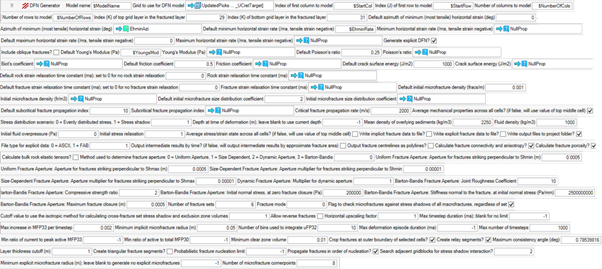 DFN Generator Model name $ModelName Grid to use for DFN model UpdatedPicks ... _UCretTarget] Index of first column to model $StartCol Index (J) of first row to model $StartRow Number of columns to model $NumberOfCols
Number of rows to model $NumberOfRows Index (K) of top grid layer in the fractured layer 29 Index (K) of bottom grid layer in the fractured layer 31 Default azimuth of minimum (most tensile) horizontal strain (deg) 0
Azimuth of minimum (most tensile) horizontal strain (deg) EhminAzi Default minimum horizontal strain rate (/ma, tensile strain negative) $EhminRate Minimum horizontal strain rate (/ma, tensile strain negative) NullProp
Default maximum horizontal strain rate (/ma, tensile strain negative) 0 Maximum horizontal strain rate (/ma, tensile strain negative) NullProp Generate explicit DFN?
Include oblique fractures? Default Young's Modulus (Pa) $YoungsMod Young's Modulus (Pa) NullProp Default Poisson's ratio 0.25 Poisson's ratio NullProp
Biot's coefficient NullProp Default friction coefficient 0.5 Friction coefficient NullProp Default crack surface energy (J/m2) 1000 Crack surface energy (J/m2) NullProp
Default rock strain relaxation time constant (ma): set to 0 for no rock strain relaxation 0 Rock strain relaxation time constant (ma) NullProp
Default fracture strain relaxation time constant (ma): set to 0 for no fracture strain relaxation 0 Fracture strain relaxation time constant (ma) NullProp Default initial microfracture density (fracs/m3) 0.001
Initial microfracture density (fr/m3) NullProp Default initial microfracture size distribution coefficient 2 Initial microfracture size distribution coefficient NullProp
Default subcritical fracture propagation index 10 Subcritical fracture propagation index NullProp Critical fracture propagation rate (m/s) 2000 Average mechanical properties across all cells? (if false, will use value of top middle cell)
Stress distribution scenario: 0 = Evenly distributed stress, 1 = Stress shadow 1 Depth at time of deformation (m): leave blank to use current depth -1 Mean density of overlying sediments (kg/m3) 2250 Fluid density (kg/m3) 1000
Initial fluid overpressure (Pa) 0 Initial stress relaxation 1 Average stress/strain state across all cells? (if false, will use value of top middle cell) Write implicit fracture data to file? Write explicit fracture data to file? Write output files to project folder?
File type for explicit data: 0 = ASCII, 1 = FAB 1 Output intermediate results by time? (if false, will output intermediate results by approximate fracture area) Output fracture centrelines as polylines? Calculate fracture connectivity and anisotropy? Calculate fracture porosity?
Calculate bulk rock elastic tensors? Method used to determine fracture aperture: 0 = Uniform Aperture, 1 = Size Dependent, 2 = Dynamic Aperture, 3 = Barton-Bandis 0 Uniform Fracture Aperture: Aperture for fractures striking perpendicular to Shmin (m) 0.0005
Uniform Fracture Aperture: Aperture for fractures striking perpendicular to Shmax (m) 0.0005 Size-Dependent Fracture Aperture: Aperture multiplier for fractures striking perpendicular to Shmin 0.00001
Size-Dependent Fracture Aperture: Aperture multiplier for fractures striking perpendicular to Shmax 0.00001 Dynamic Fracture Aperture: Multiplier for dynamic aperture 1 Barton-Bandis Fracture Aperture: Joint Roughness Coefficient 10
Barton-Bandis Fracture Aperture: Compressive strength ratio 2 Barton-Bandis Fracture Aperture: Initial normal stress, at zero fracture closure (Pa) 200000 Barton-Bandis Fracture Aperture: Stiffness normal to the fracture, at initial normal stress (Pa/mm) 2500000000
Barton-Bandis Fracture Aperture: Maximum fracture closure (m) 0.0005 Number of fracture sets 6 Fracture mode 0 Flag to check microfractures against stress shadows of all macrofractures, regardless of set
Cutoff value to use the isotropic method for calculating cross-fracture set stress shadow and exclusion zone volumes 1 Allow reverse fractures Horizontal upscaling factor 1 Max timestep duration (ma): blank for no limit -1
Max increase in MFP33 per timestep 0.002 Minimum implicit microfracture radius (m) 0.05 Number of bins used to integrate uFP32 10 Max deformation episode duration (ma) -1 Max number of timesteps 1000
Min ratio of current to peak active MFP33 -1 Min ratio of active to total MFP30 -1 Minimum clear zone volume 0.01 Crop fractures at outer boundary of selected cells? Create relay segments? Maximum consistency angle (deg) 0.78539816
Layer thickness cutoff (m) 1 Create triangular fracture segments? Probabilistic fracture nucleation limit -1 Propagate fractures in order of nucleation? Search adjacent gridblocks for stress shadow interaction? 2
Minimum explicit microfracture radius (m): leave blank to generate no explicit microfractures -1 Number of microfracture cornerpoints 8